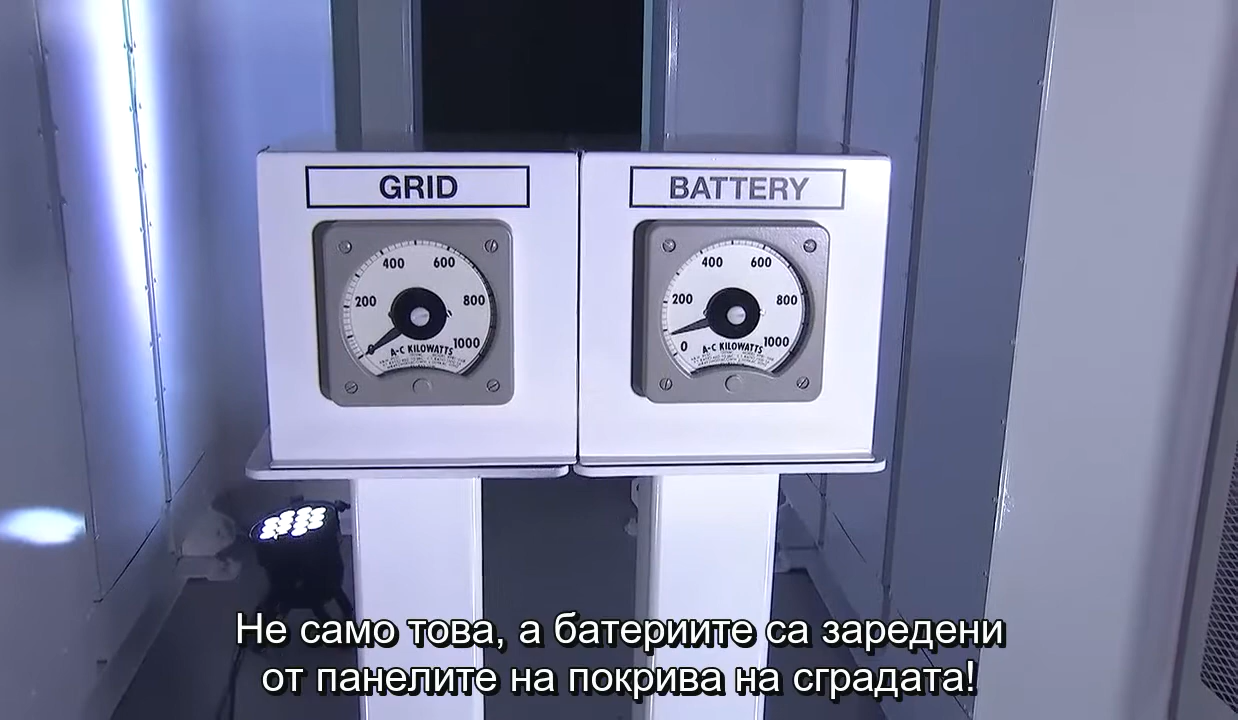 GRID
BATTERY
400 600
200 800
0 1000
A-C KILOWATTS
400 600
200 800
0 1000
A-C KILOWATTS
Не само това, а батериите са заредени
от панелите на покрива на сградата!